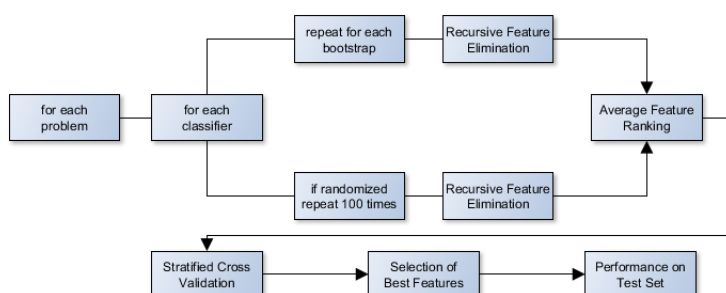 repeat for each
bootstrap
Recursive Feature
Elimination
for each
problem
for each
classifier
Average Feature
Ranking
if randomized
repeat 100 times
Recursive Feature
Elimination
Stratified Cross
Validation
Selection of
Best Features
Performance on
Test Set